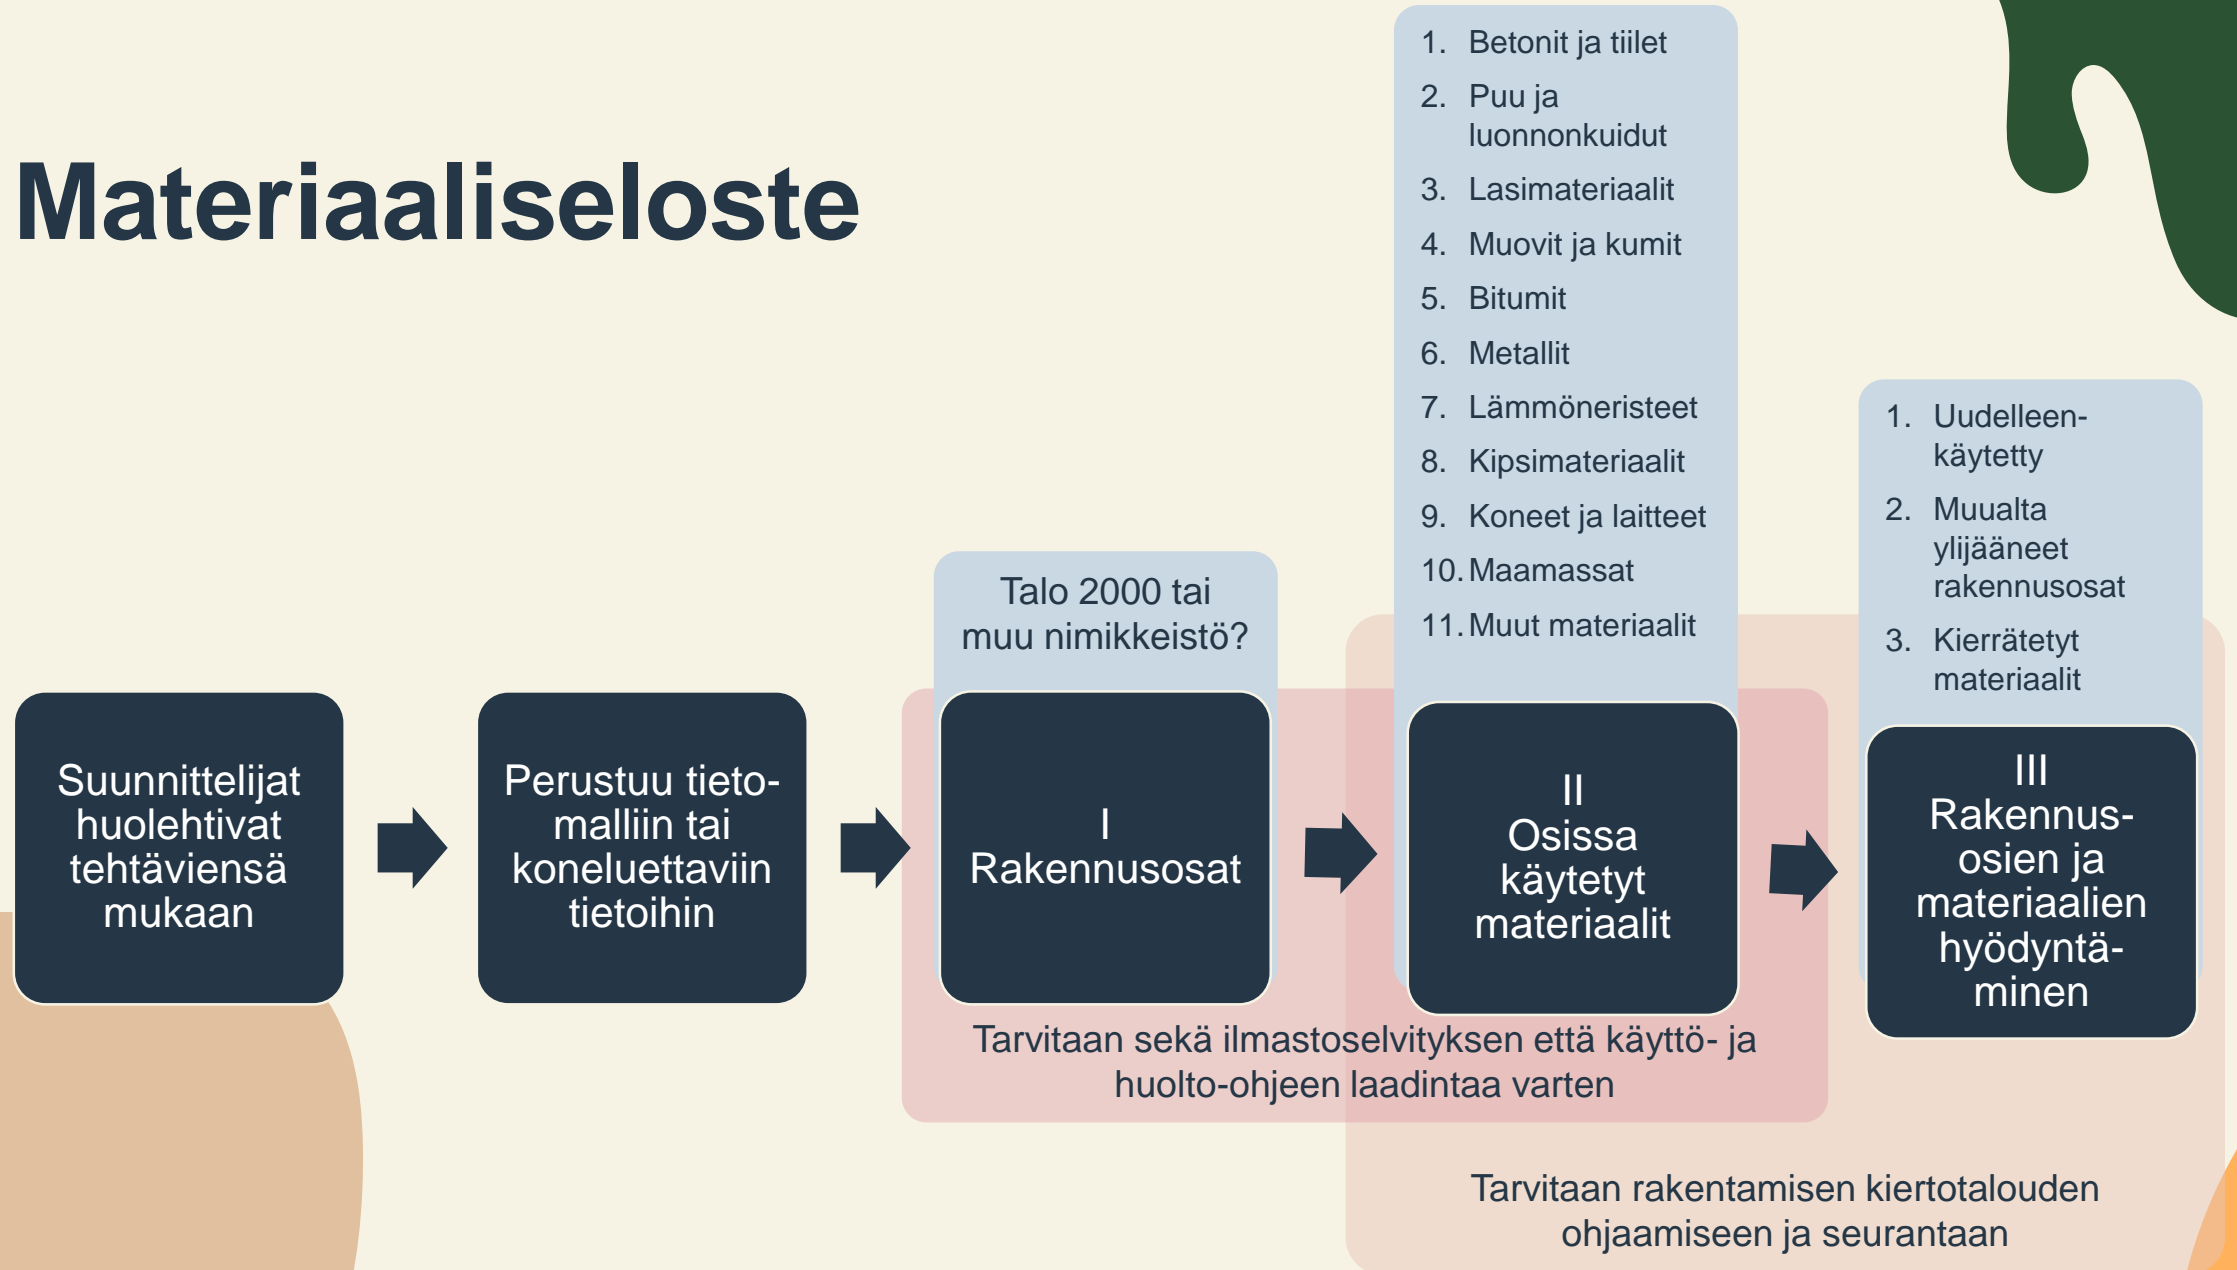 Materiaaliseloste
Suunnittelijat
huolehtivat
tehtäviensä
mukaan
Perustuu tieto-
malliin tai
koneluettaviin
tietoihin
Talo 2000 tai
muu nimikkeistö?
I
Rakennusosat
1. Betonit ja tiilet
2. Puu ja
luonnonkuidut
3. Lasimateriaalit
4. Muovit ja kumit
5. Bitumit
6. Metallit
7. Lämmöneristeet
8. Kipsimateriaalit
9. Koneet ja laitteet
10. Maamassat
11. Muut materiaalit
II
Osissa
käytetyt
materiaalit
1. Uudelleen-
käytetty
2. Muualta
ylijääneet
rakennusosat
3. Kierrätetyt
materiaalit
III
Rakennus-
osien ja
materiaalien
hyödyntä-
minen
Tarvitaan sekä ilmastoselvityksen että käyttö- ja
huolto-ohjeen laadintaa varten
Tarvitaan rakentamisen kiertotalouden
ohjaamiseen ja seurantaan